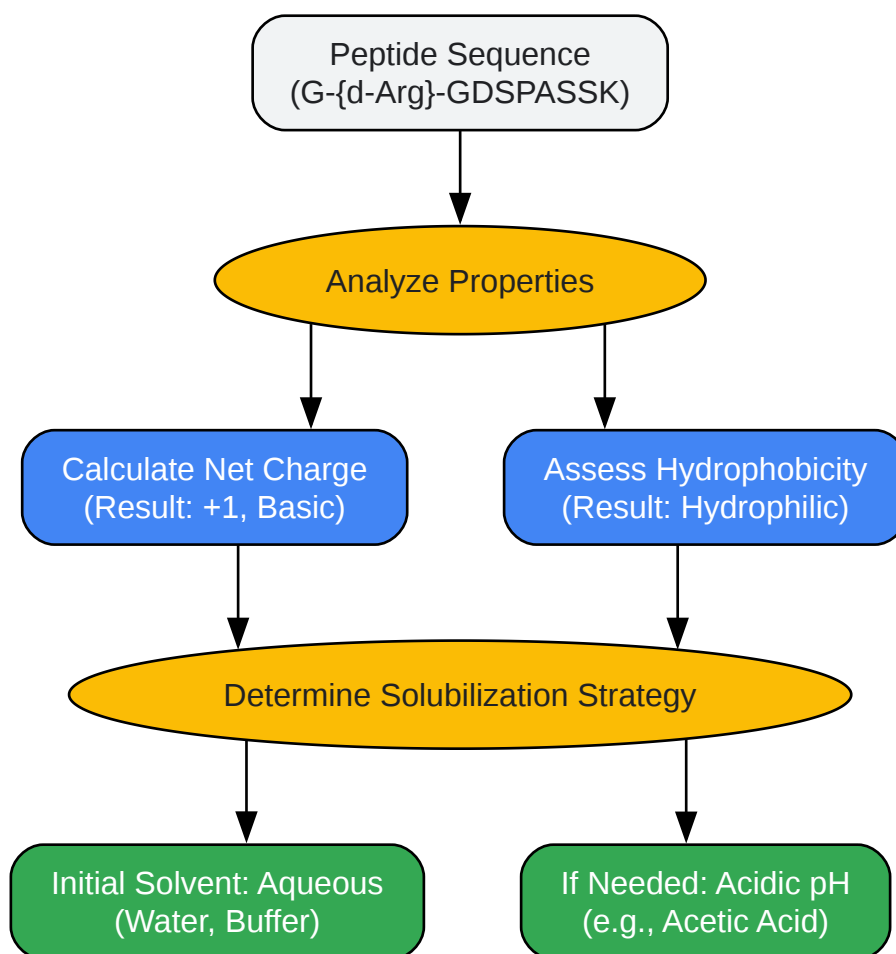 Peptide Sequence
(G-{d-Arg}-GDSPASSK)
Analyze Properties
Calculate Net Charge
(Result: +1, Basic)
Assess Hydrophobicity
(Result: Hydrophilic)
Determine Solubilization Strategy
Initial Solvent: Aqueous
(Water, Buffer)
If Needed: Acidic pH
(e.g., Acetic Acid)